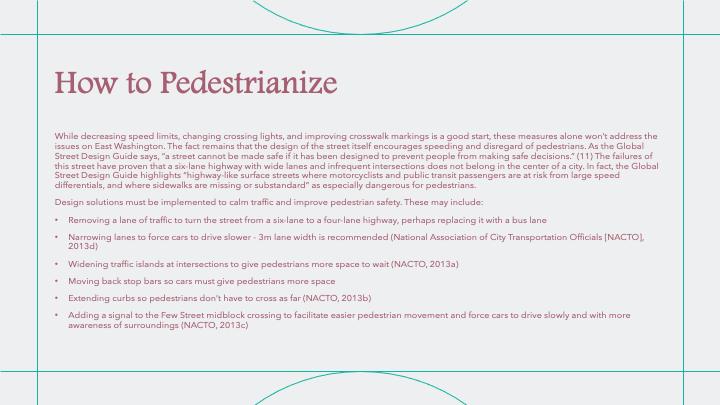 How to Pedestrianize
While decreasing speed limits, changing crossing lights, and improving crosswalk markings is a good start, these measures alone won't address the
issues on East Washington. The fact remains that the design of the street itself encourages speeding and disregard of pedestrians. As the Global
Street Design Guide says, "a street cannot be made safe if it has been designed to prevent people from making safe decisions." (11) The failures of
this street have proven that a six-lane highway with wide lanes and infrequent intersections does not belong in the center of a city. In fact, the Global
Street Design Guide highlights "highway-like surface streets where motorcyclists and public transit passengers are at risk from large speed
differentials, and where sidewalks are missing or substandard" as especially dangerous for pedestrians.
Design solutions must be implemented to calm traffic and improve pedestrian safety. These may include:
• Removing a lane of traffic to turn the street from a six-lane to a four-lane highway, perhaps replacing it with a bus lane
• Narrowing lanes to force cars to drive slower - 3m lane width is recommended (National Association of City Transportation Officials [NACTO],
2013d)
• Widening traffic islands at intersections to give pedestrians more space to wait (NACTO, 2013a)
• Moving back stop bars so cars must give pedestrians more space
• Extending curbs so pedestrians don't have to cross as far (NACTO, 2013b)
• Adding a signal to the Few Street midblock crossing to facilitate easier pedestrian movement and force cars to drive slowly and with more
awareness of surroundings (NACTO, 2013c)